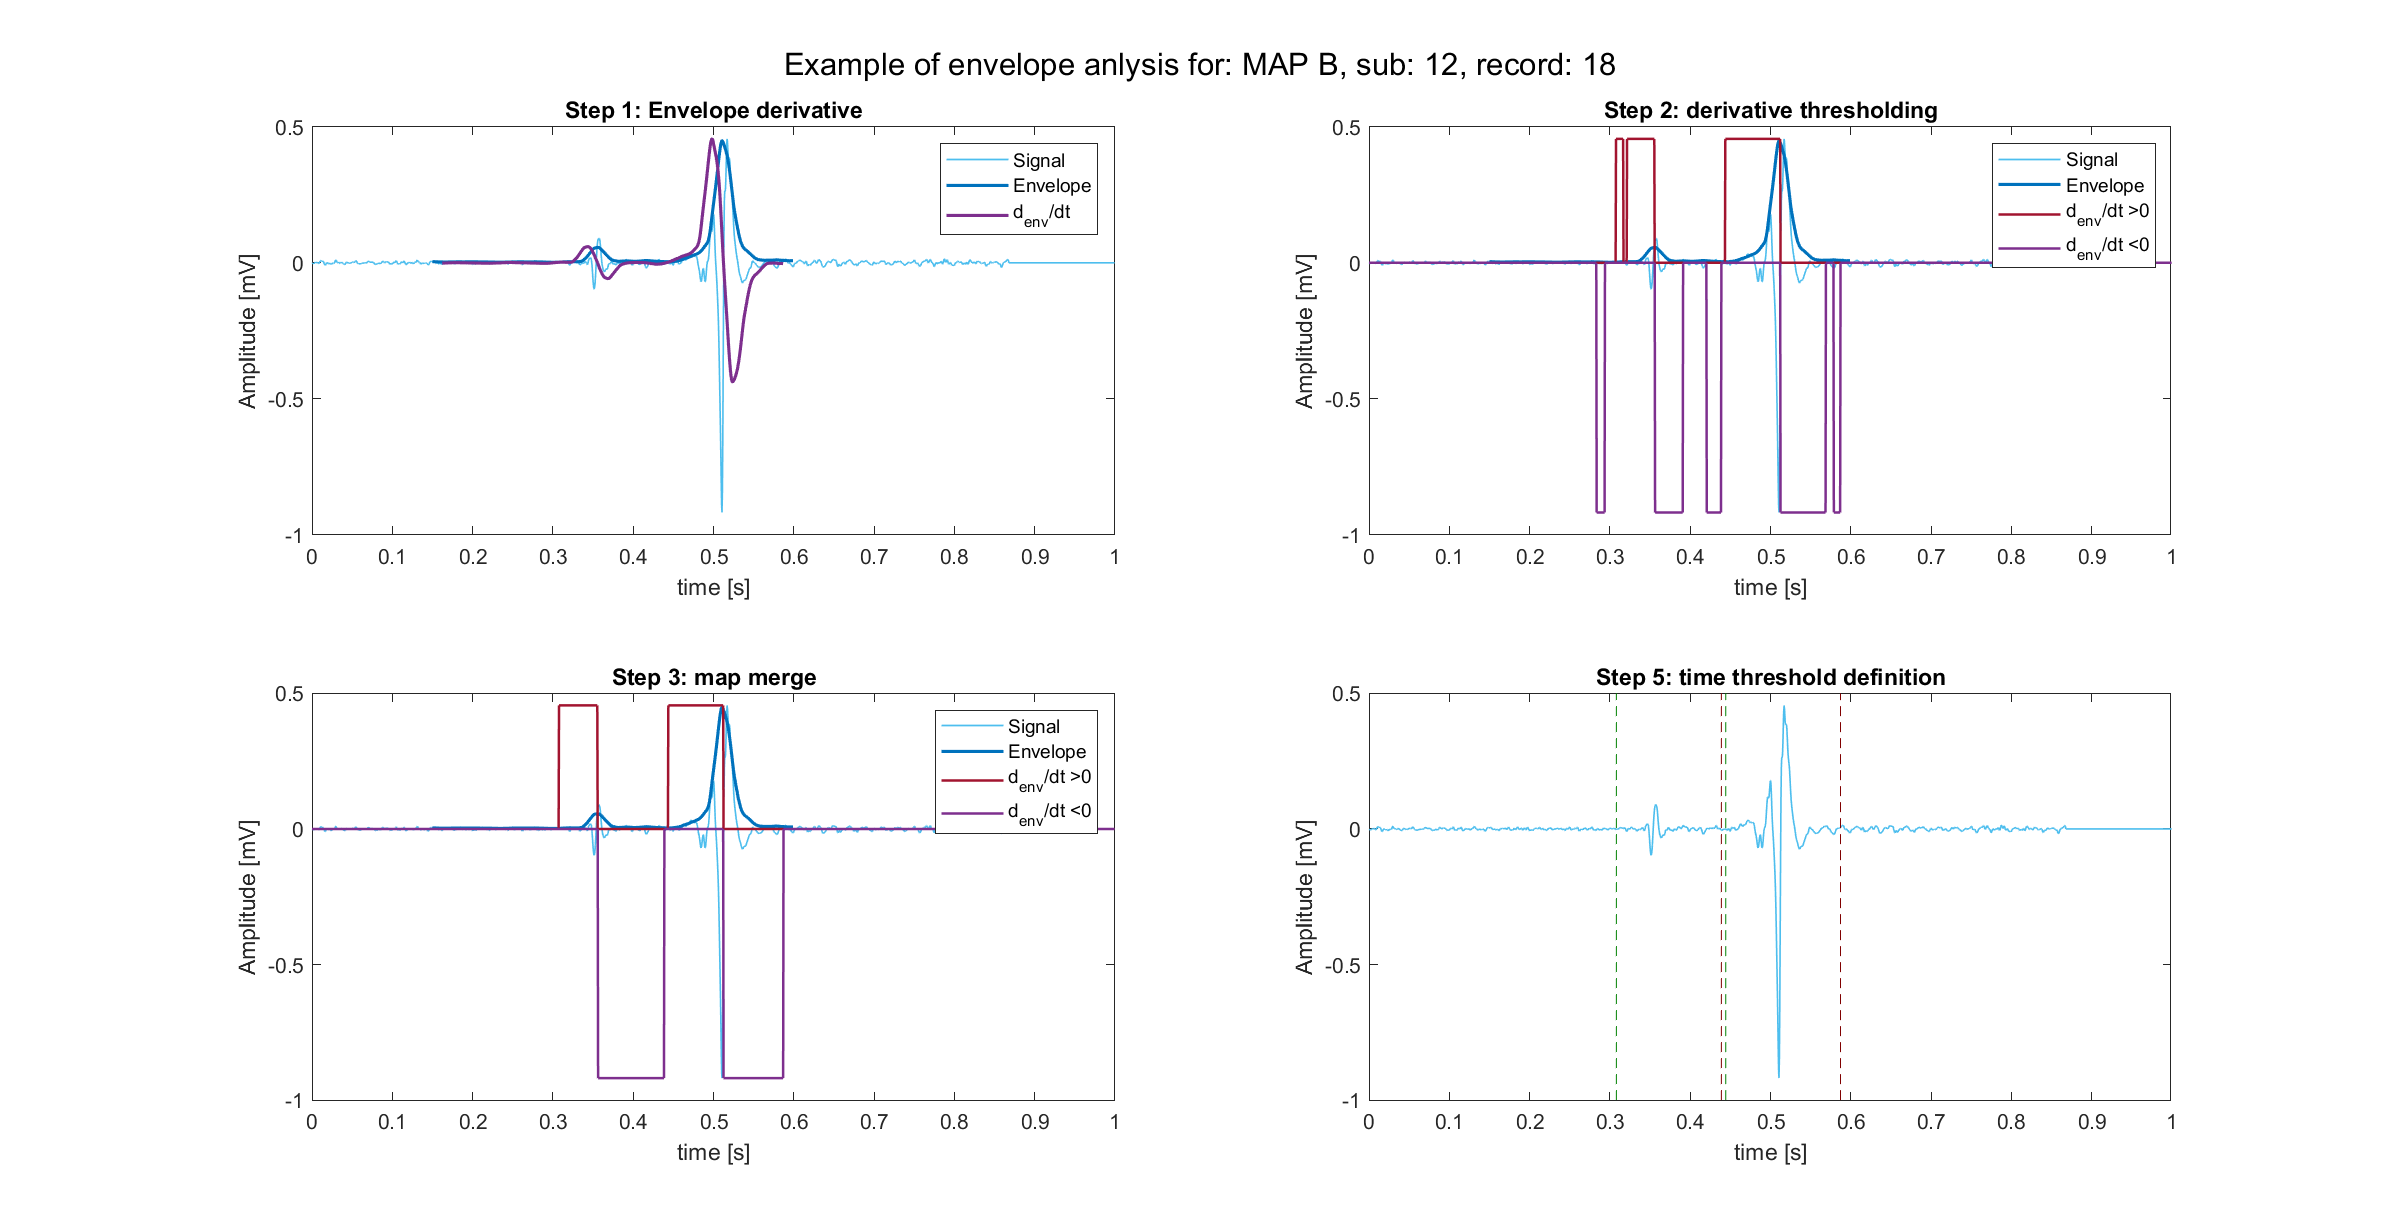 Example of envelope anlysis for: MAP B, sub: 12, record: 18
Step 1: Envelope derivative
Amplitude [mV]
0.5
0
-0.5
-1
0 0.1 0.2 0.3 0.4 0.5 0.6 0.7 0.8 0.9 1
time [s]
Signal
Envelope
d_env/dt
Step 2: derivative thresholding
Amplitude [mV]
0.5
0
-0.5
-1
0 0.1 0.2 0.3 0.4 0.5 0.6 0.7 0.8 0.9 1
time [s]
Signal
Envelope
d_env/dt >0
d_env/dt <0
Step 3: map merge
Amplitude [mV]
0.5
0
-0.5
-1
0 0.1 0.2 0.3 0.4 0.5 0.6 0.7 0.8 0.9 1
time [s]
Signal
Envelope
d_env/dt >0
d_env/dt <0
Step 5: time threshold definition
Amplitude [mV]
0.5
0
-0.5
-1
0 0.1 0.2 0.3 0.4 0.5 0.6 0.7 0.8 0.9 1
time [s]